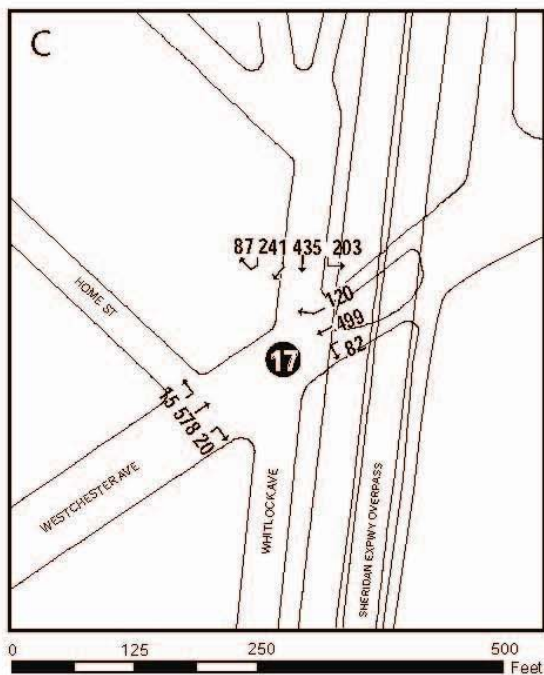 C
87 241 435 203
120
499
82
17
HOME ST
15 578 20
WESTCHESTER AVE
WHITLOCK AVE
SHERIDAN EXPWY OVERPASS
0 125 250 500
Feet